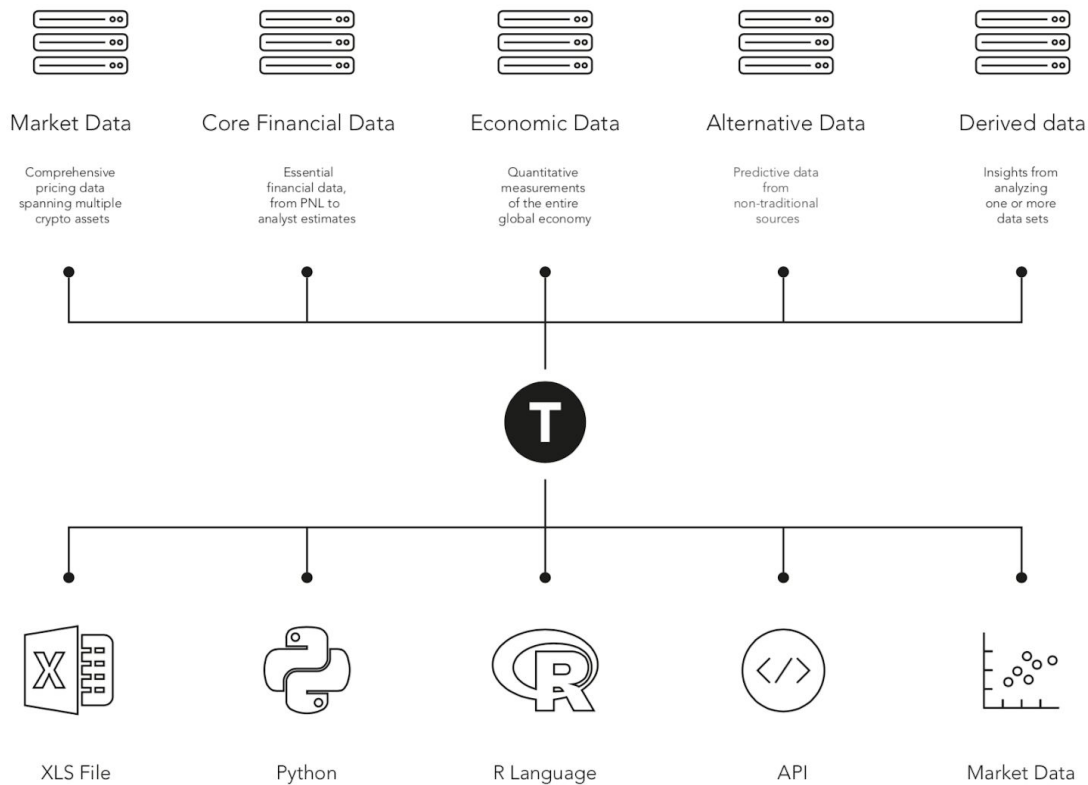 Market Data
Core Financial Data
Economic Data
Alternative Data
Derived data
Comprehensive
pricing data
spanning multiple
crypto assets
Essential
financial data,
from PNL to
analyst estimates
Quantitative
measurements
of the entire
global economy
Predictive data
from
non-traditional
sources
Insights from
analyzing
one or more
data sets
T
X
R
</>
XLS File
Python
R Language
API
Market Data